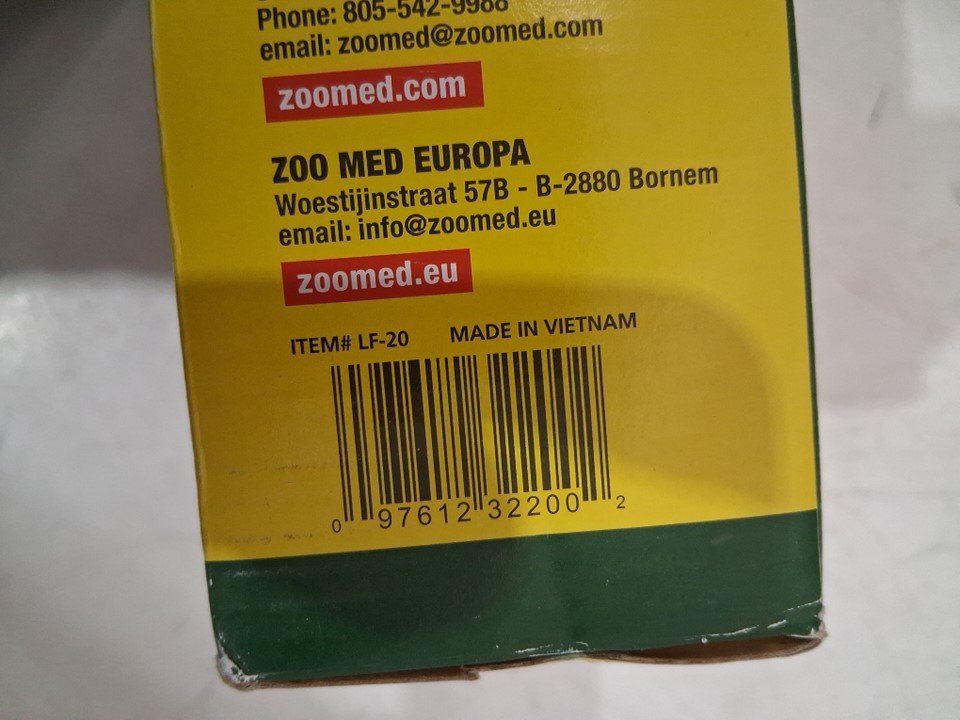 Phone: 805-542-9988
email: zoomed@zoomed.com
zoomed.com
ZOO MED EUROPA
Woestijinstraat 57B - B-2880 Bornem
email: info@zoomed.eu
zoomed.eu
ITEM# LF-20 MADE IN VIETNAM
0 97612 32200 2